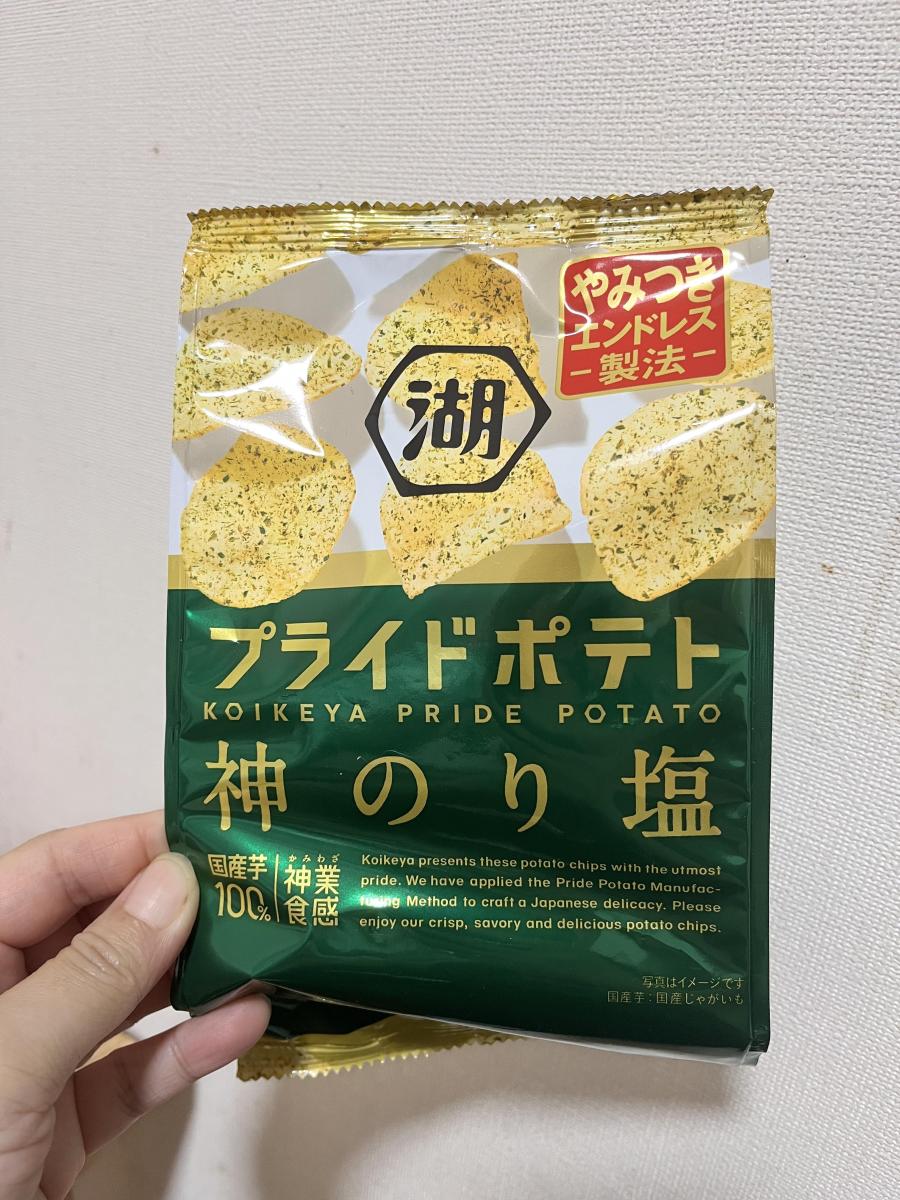 やみつき
エンドレス
－製法－
湖
プライドポテト
KOIKEYA PRIDE POTATO
神のり塩
国産芋
100%
かみわざ
神業
食感
Koikeya presents these potato chips with the utmost
pride. We have applied the Pride Potato Manufac-
turing Method to craft a Japanese delicacy. Please
enjoy our crisp, savory and delicious potato chips.
写真はイメージです
国産芋：国産じゃがいも